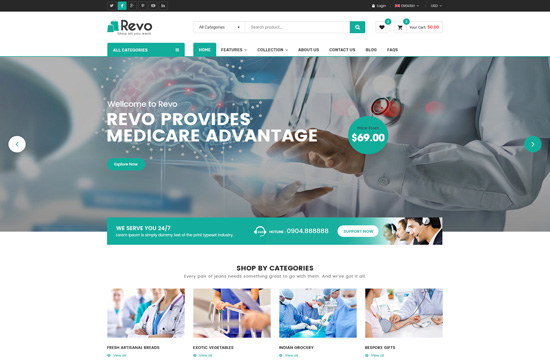 Login
ENGLISH
USD
Revo
Shop all you want
All Categories
Search product...
0
0
Your Cart: $0.00
ALL CATEGORIES
HOME
FEATURES
COLLECTION
ABOUT US
CONTACT US
BLOG
FAQS
Wellcome to Revo
REVO PROVIDES
MEDICARE ADVANTAGE
$69.00
Explore Now
WE SERVE YOU 24/7
Lorem Ipsum is simply dummy text of the print typeset industry.
HOTLINE : 0904.888888
SUPPORT NOW
SHOP BY CATEGORIES
Every pair of jeans needs something great to go with them. And we've got it all
FRESH ARTISANAL BREADS
View all
EXOTIC VEGETABLES
View all
INDIAN GROCERY
View all
BESPOKE GIFTS
View all